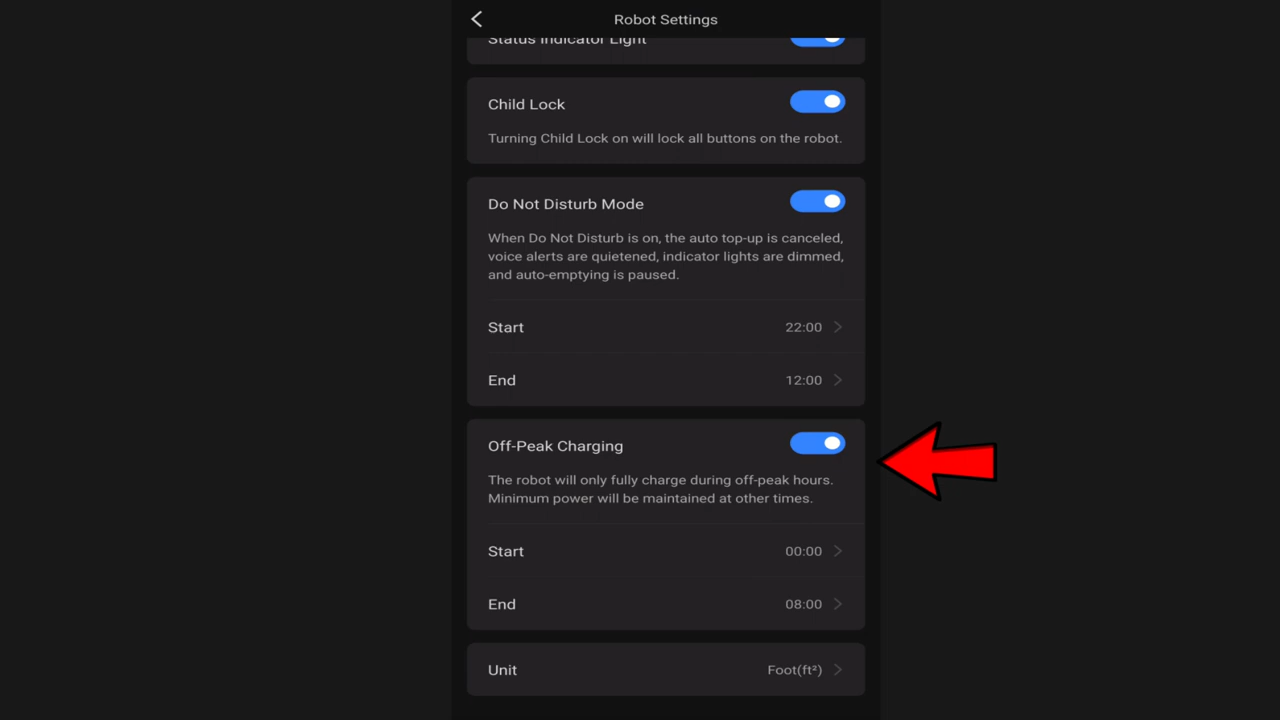 Robot Settings
Status Indicator Light
Child Lock
Turning Child Lock on will lock all buttons on the robot.
Do Not Disturb Mode
When Do Not Disturb is on, the auto top-up is canceled,
voice alerts are quietened, indicator lights are dimmed,
and auto-emptying is paused.
Start 22:00
End 12:00
Off-Peak Charging
The robot will only fully charge during off-peak hours.
Minimum power will be maintained at other times.
Start 00:00
End 08:00
Unit Foot(ft²)